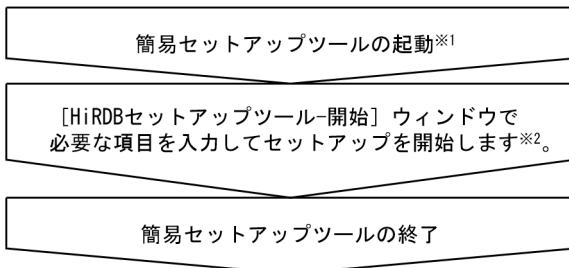 簡易セットアップツールの起動※1
［HiRDBセットアップツール-開始］ウィンドウで
必要な項目を入力してセットアップを開始します※2。
簡易セットアップツールの終了